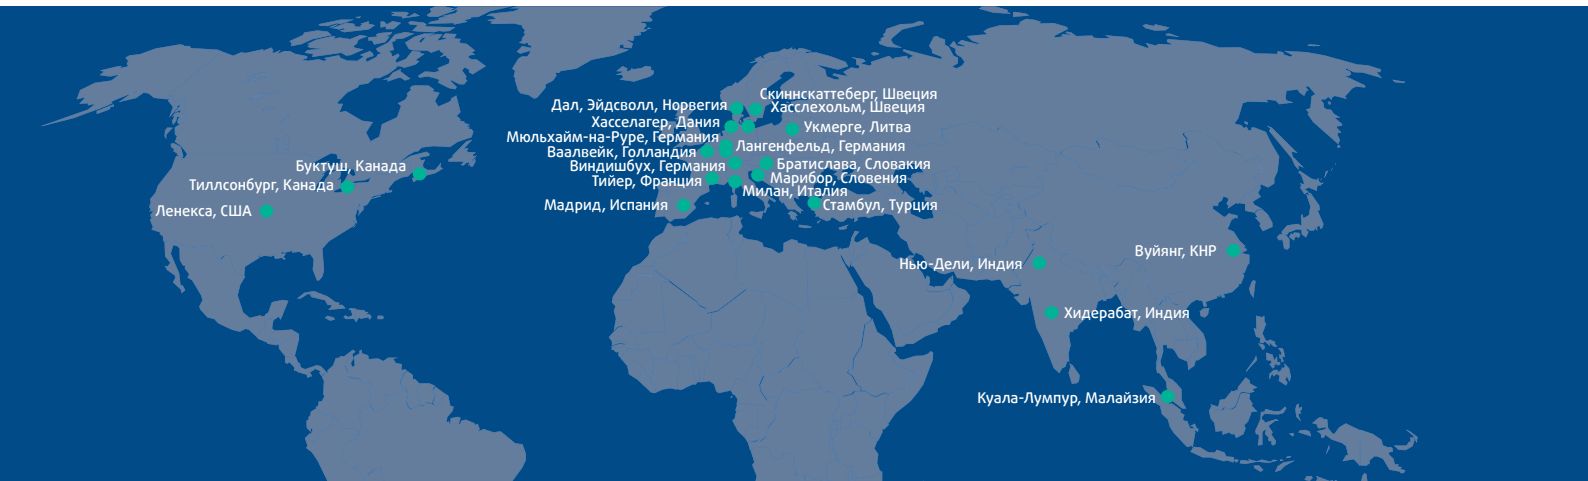 Скиннскаттеберг, Швеция
Дал, Эйдсволл, Норвегия
Хасслехольм, Швеция
Хасселагер, Дания
Укмерге, Литва
Мюльхайм-на-Руре, Германия
Лангенфельд, Германия
Ваалвейк, Голландия
Братислава, Словакия
Виндишбух, Германия
Марибор, Словения
Тийер, Франция
Милан, Италия
Мадрид, Испания
Стамбул, Турция
Буктуш, Канада
Тиллсонбург, Канада
Ленекса, США
Вуйянг, КНР
Нью-Дели, Индия
Хидерабат, Индия
Куала-Лумпур, Малайзия